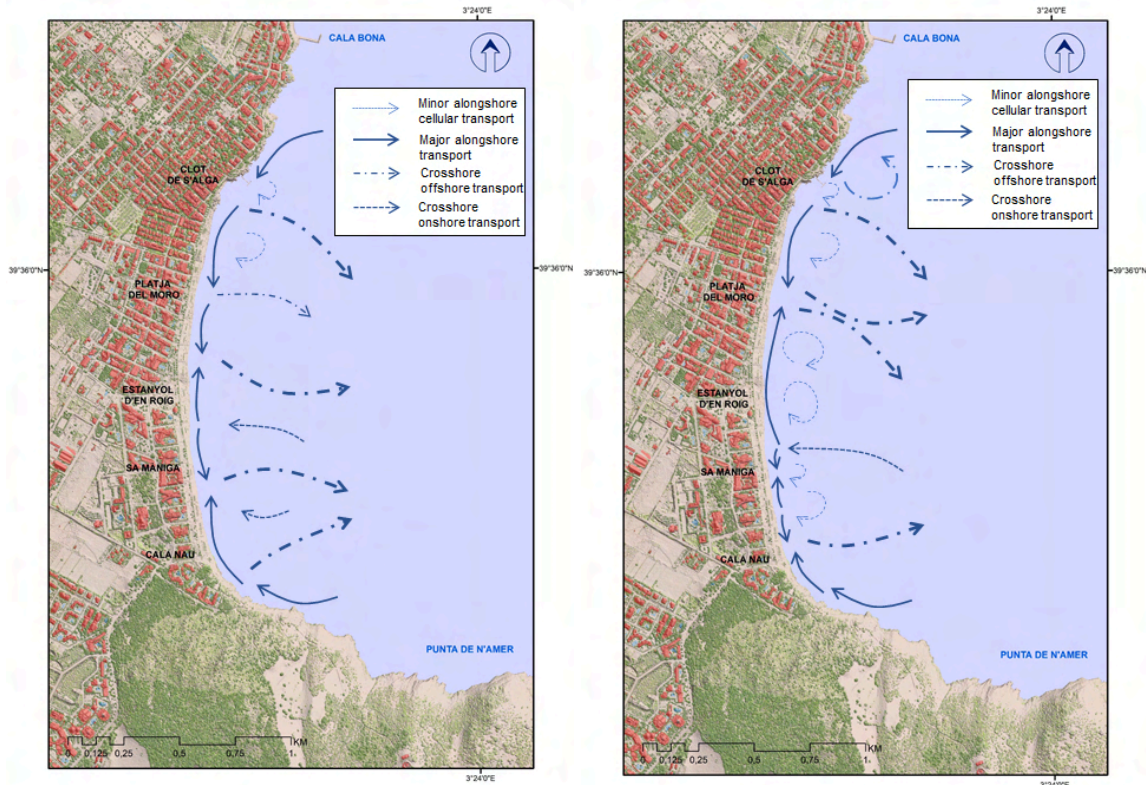 3°24'0"E
CALA BONA
Minor alongshore
cellular transport
Major alongshore
transport
Crosshore
offshore transport
Crosshore
onshore transport
CLOT
DE S'ALGA
39°36'0"N
39°36'0"N
PLATJA
DEL MORO
ESTANYOL
D'EN ROIG
SA MANIGA
CALA NAU
PUNTA DE N'AMER
KM
0 0,125 0,25 0,5 0,75 1
3°24'0"E
3°24'0"E
CALA BONA
Minor alongshore
cellular transport
Major alongshore
transport
Crosshore
offshore transport
Crosshore
onshore transport
CLOT
DE S'ALGA
39°36'0"N
39°36'0"N
PLATJA
DEL MORO
ESTANYOL
D'EN ROIG
SA MANIGA
CALA NAU
PUNTA DE N'AMER
KM
0 0,125 0,25 0,5 0,75 1
3°24'0"E